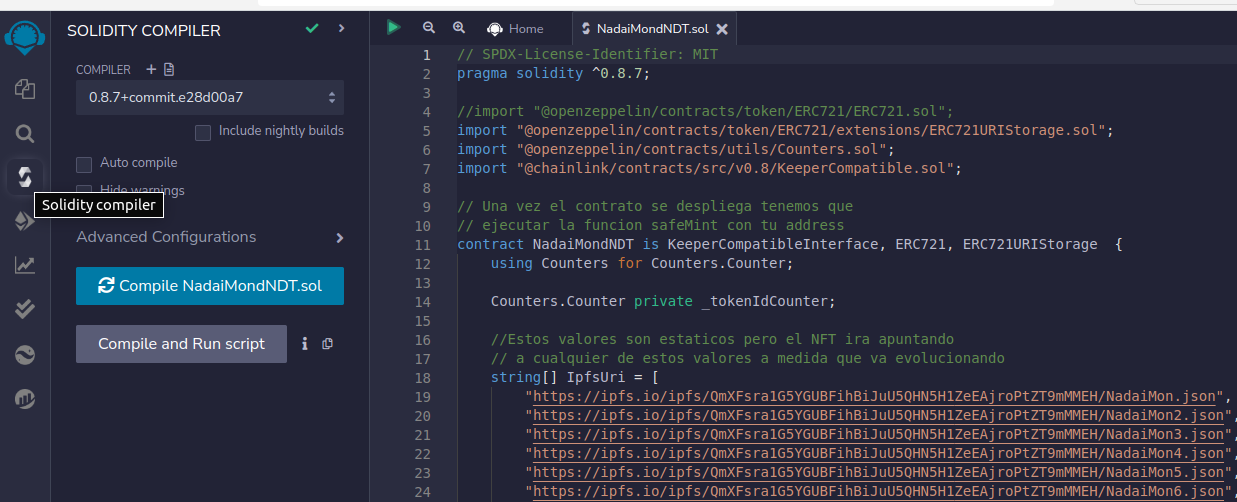 SOLIDITY COMPILER
COMPILER
0.8.7+commit.e28d00a7
Include nightly builds
Auto compile
Hide warnings
Solidity compiler
Advanced Configurations
Compile NadaiMondNDT.sol
Compile and Run script
Home
NadaiMondNDT.sol
1 // SPDX-License-Identifier: MIT
2 pragma solidity ^0.8.7;
3
4 //import "@openzeppelin/contracts/token/ERC721/ERC721.sol";
5 import "@openzeppelin/contracts/token/ERC721/extensions/ERC721URIStorage.sol";
6 import "@openzeppelin/contracts/utils/Counters.sol";
7 import "@chainlink/contracts/src/v0.8/KeeperCompatible.sol";
8
9 // Una vez el contrato se despliega tenemos que
10 // ejecutar la funcion safeMint con tu address
11 contract NadaiMondNDT is KeeperCompatibleInterface, ERC721, ERC721URIStorage {
12 using Counters for Counters.Counter;
13
14 Counters.Counter private _tokenIdCounter;
15
16 //Estos valores son estaticos pero el NFT ira apuntando
17 // a cualquier de estos valores a medida que va evolucionando
18 string[] IpfsUri = [
19 "https://ipfs.io/ipfs/QmXFsra1G5YGUBFihBiJuU5QHN5H1ZeEAjroPtZT9mMMEH/NadaiMon.json",
20 "https://ipfs.io/ipfs/QmXFsra1G5YGUBFihBiJuU5QHN5H1ZeEAjroPtZT9mMMEH/NadaiMon2.json",
21 "https://ipfs.io/ipfs/QmXFsra1G5YGUBFihBiJuU5QHN5H1ZeEAjroPtZT9mMMEH/NadaiMon3.json",
22 "https://ipfs.io/ipfs/QmXFsra1G5YGUBFihBiJuU5QHN5H1ZeEAjroPtZT9mMMEH/NadaiMon4.json",
23 "https://ipfs.io/ipfs/QmXFsra1G5YGUBFihBiJuU5QHN5H1ZeEAjroPtZT9mMMEH/NadaiMon5.json",
24 "https://ipfs.io/ipfs/QmXFsra1G5YGUBFihBiJuU5QHN5H1ZeEAjroPtZT9mMMEH/NadaiMon6.json",